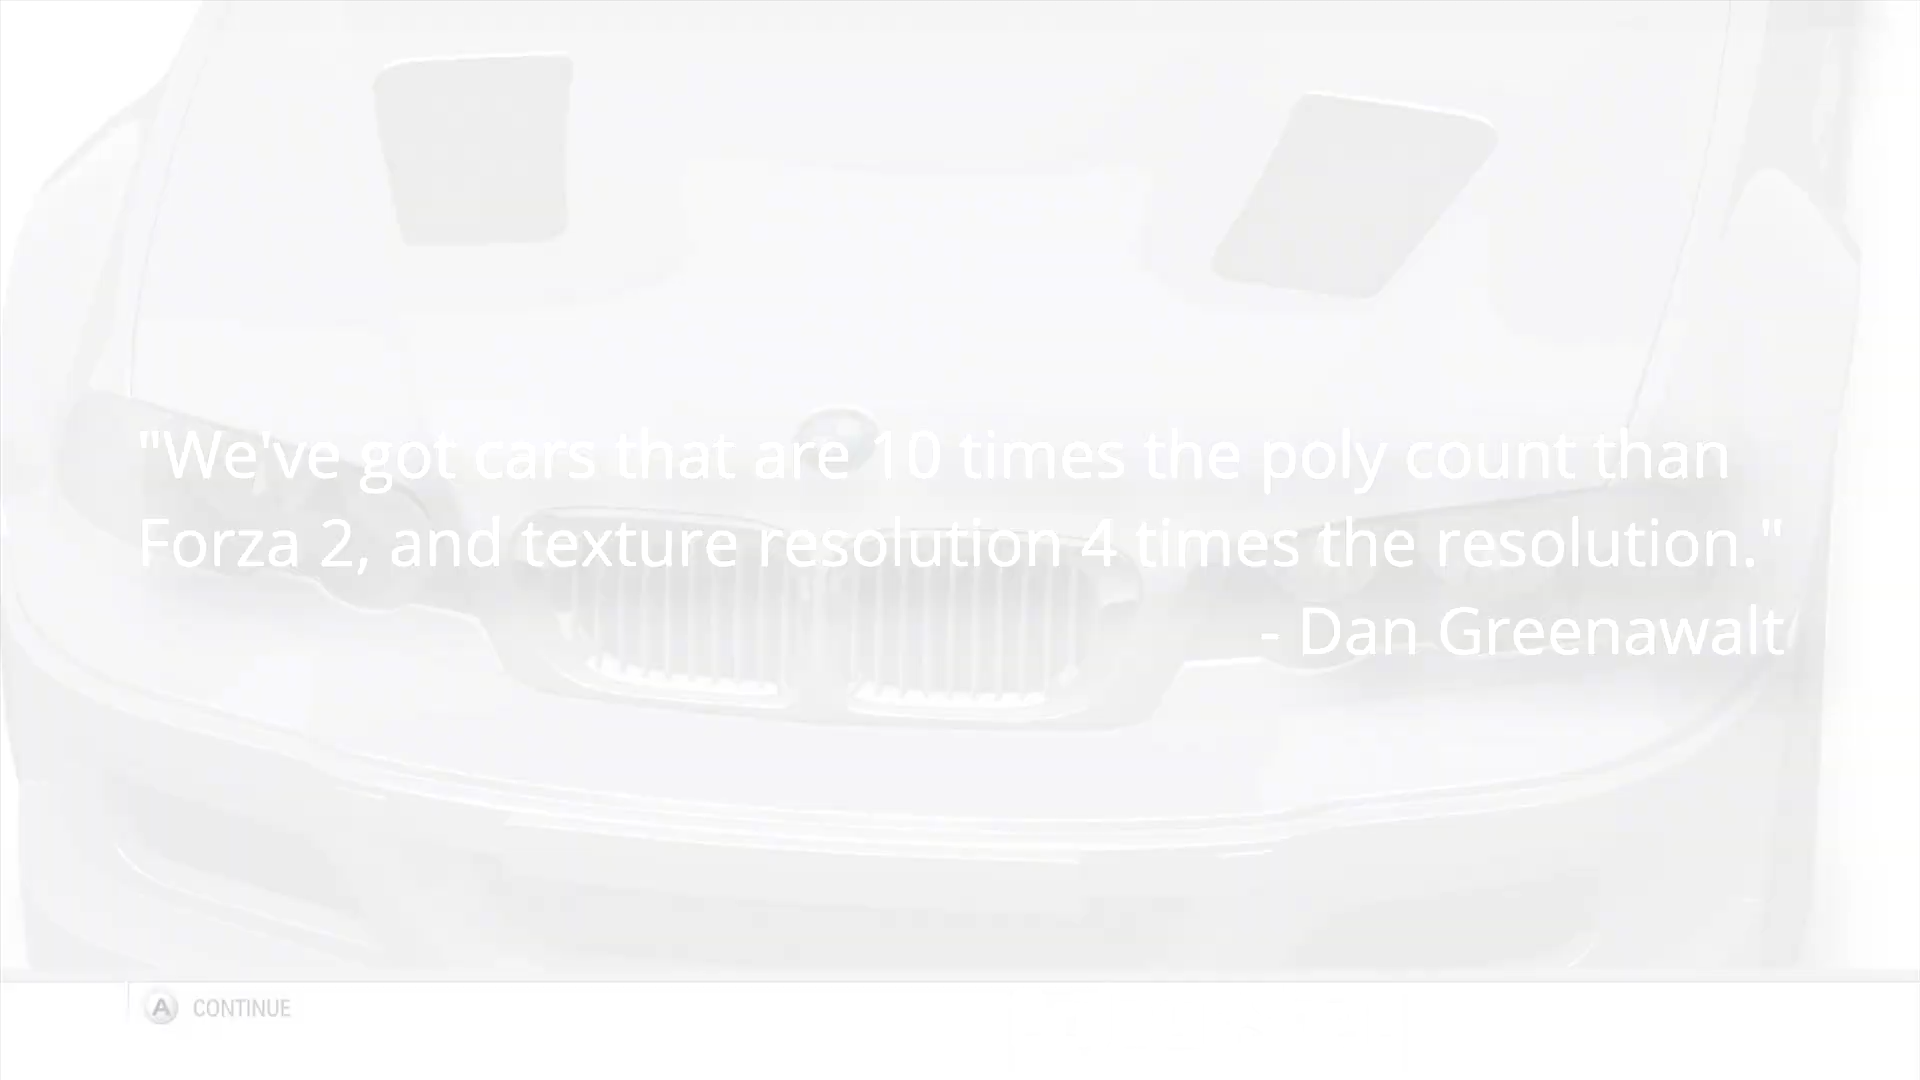 "We've got cars that are 10 times the poly count than
Forza 2, and texture resolution 4 times the resolution."
- Dan Greenawalt
A CONTINUE